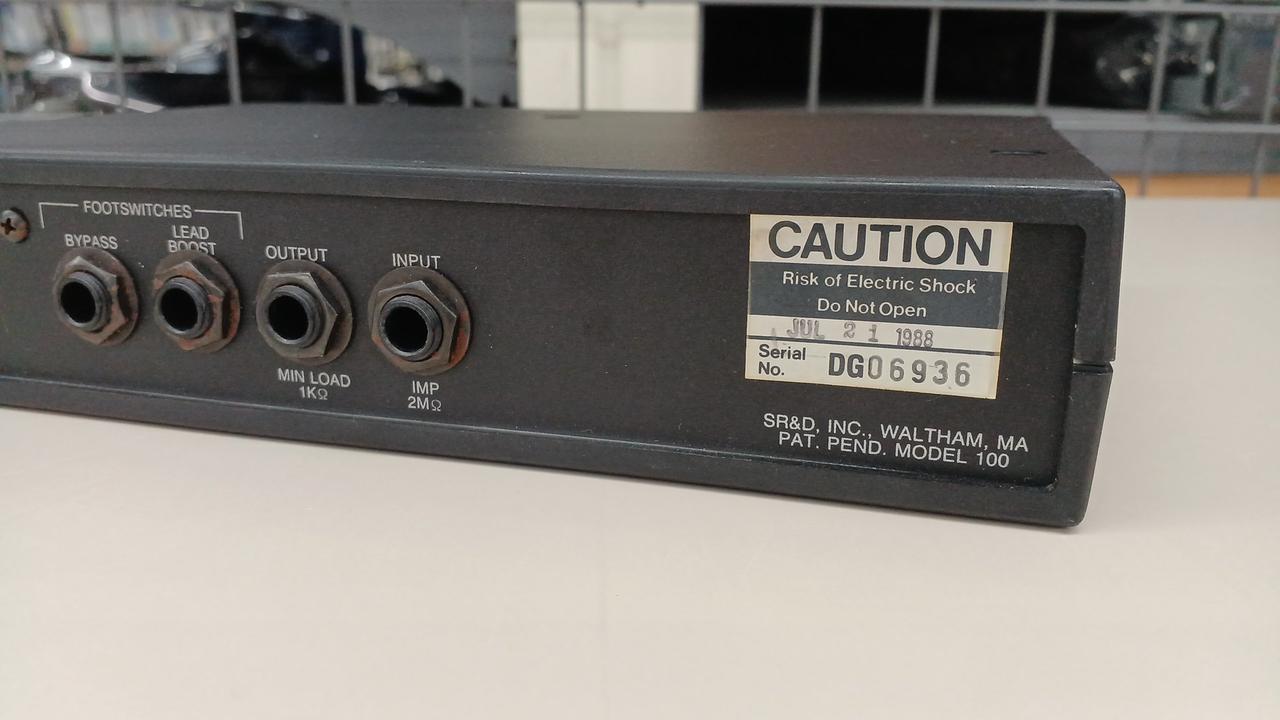 FOOTSWITCHES
BYPASS
LEAD
BOOST
OUTPUT
INPUT
MIN LOAD
1KΩ
IMP
2MΩ
CAUTION
Risk of Electric Shock
Do Not Open
JUL 21 1988
Serial
No. DG06936
SR&D, INC., WALTHAM, MA
PAT. PEND. MODEL 100